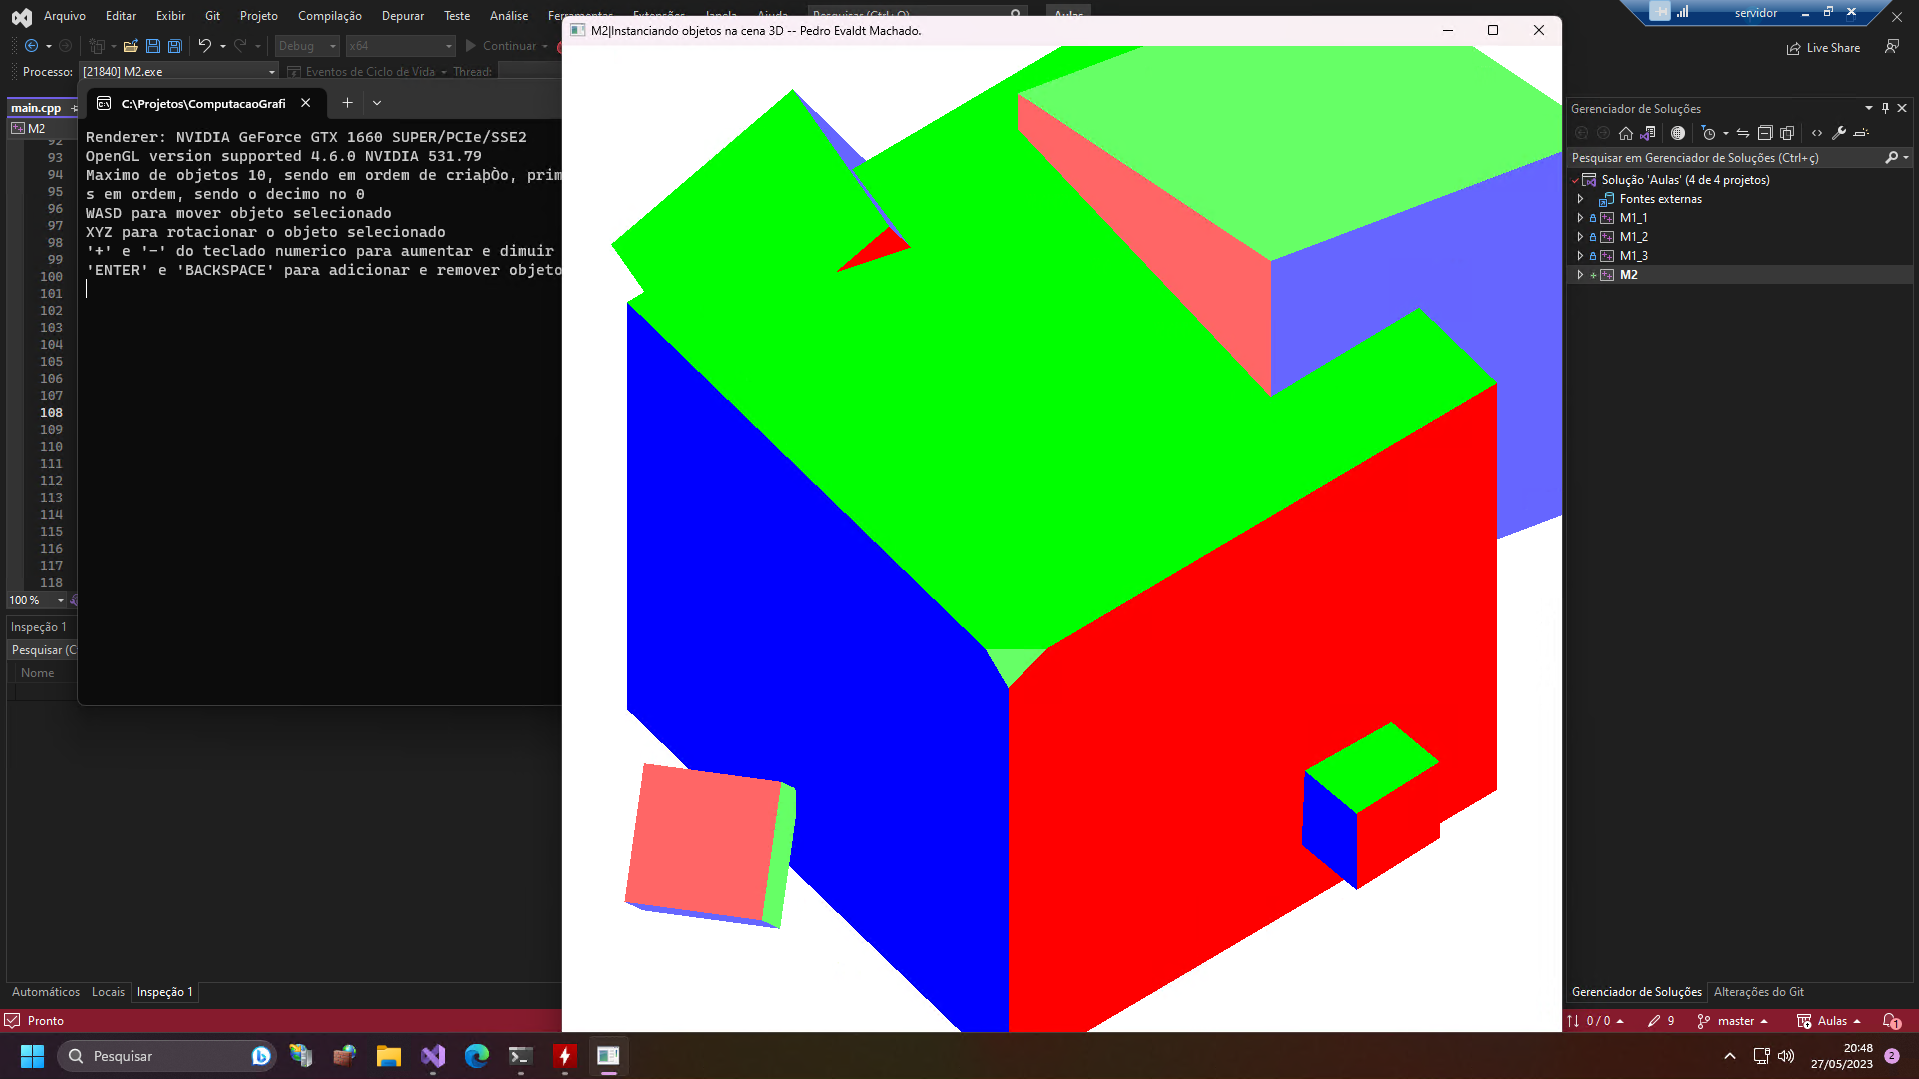 Arquivo Editar Exibir Git Projeto Compilação Depurar Teste Análise
servidor
Debug x64 Continuar
Live Share
Processo: [21840] M2.exe Eventos de Ciclo de Vida Thread:
M2|Instanciando objetos na cena 3D -- Pedro Evaldt Machado.
main.cpp
M2
C:\Projetos\ComputacaoGrafi
Renderer: NVIDIA GeForce GTX 1660 SUPER/PCIe/SSE2
OpenGL version supported 4.6.0 NVIDIA 531.79
Maximo de objetos 10, sendo em ordem de criaþÒo, prim
s em ordem, sendo o decimo no 0
WASD para mover objeto selecionado
XYZ para rotacionar o objeto selecionado
'+' e '-' do teclado numerico para aumentar e dimuir
'ENTER' e 'BACKSPACE' para adicionar e remover objeto
92
93
94
95
96
97
98
99
100
101
102
103
104
105
106
107
108
109
110
111
112
113
114
115
116
117
118
100 %
Inspeção 1
Pesquisar (C
Nome
Automáticos Locais Inspeção 1
Pronto
Gerenciador de Soluções
Pesquisar em Gerenciador de Soluções (Ctrl+ç)
Solução 'Aulas' (4 de 4 projetos)
Fontes externas
M1_1
M1_2
M1_3
M2
Gerenciador de Soluções Alterações do Git
0 / 0 9 master Aulas 1
Pesquisar
20:48
27/05/2023
2